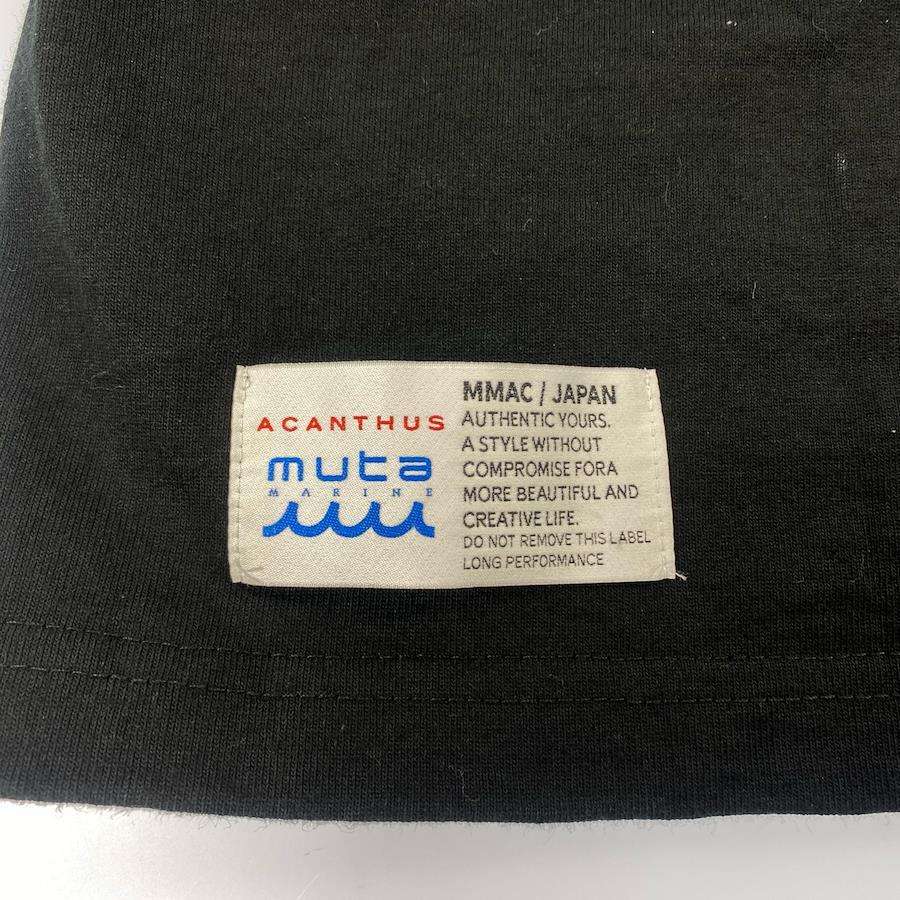 ACANTHUS
muta
MARINE
MMAC / JAPAN
AUTHENTIC YOURS.
A STYLE WITHOUT
COMPROMISE FORA
MORE BEAUTIFUL AND
CREATIVE LIFE.
DO NOT REMOVE THIS LABEL
LONG PERFORMANCE